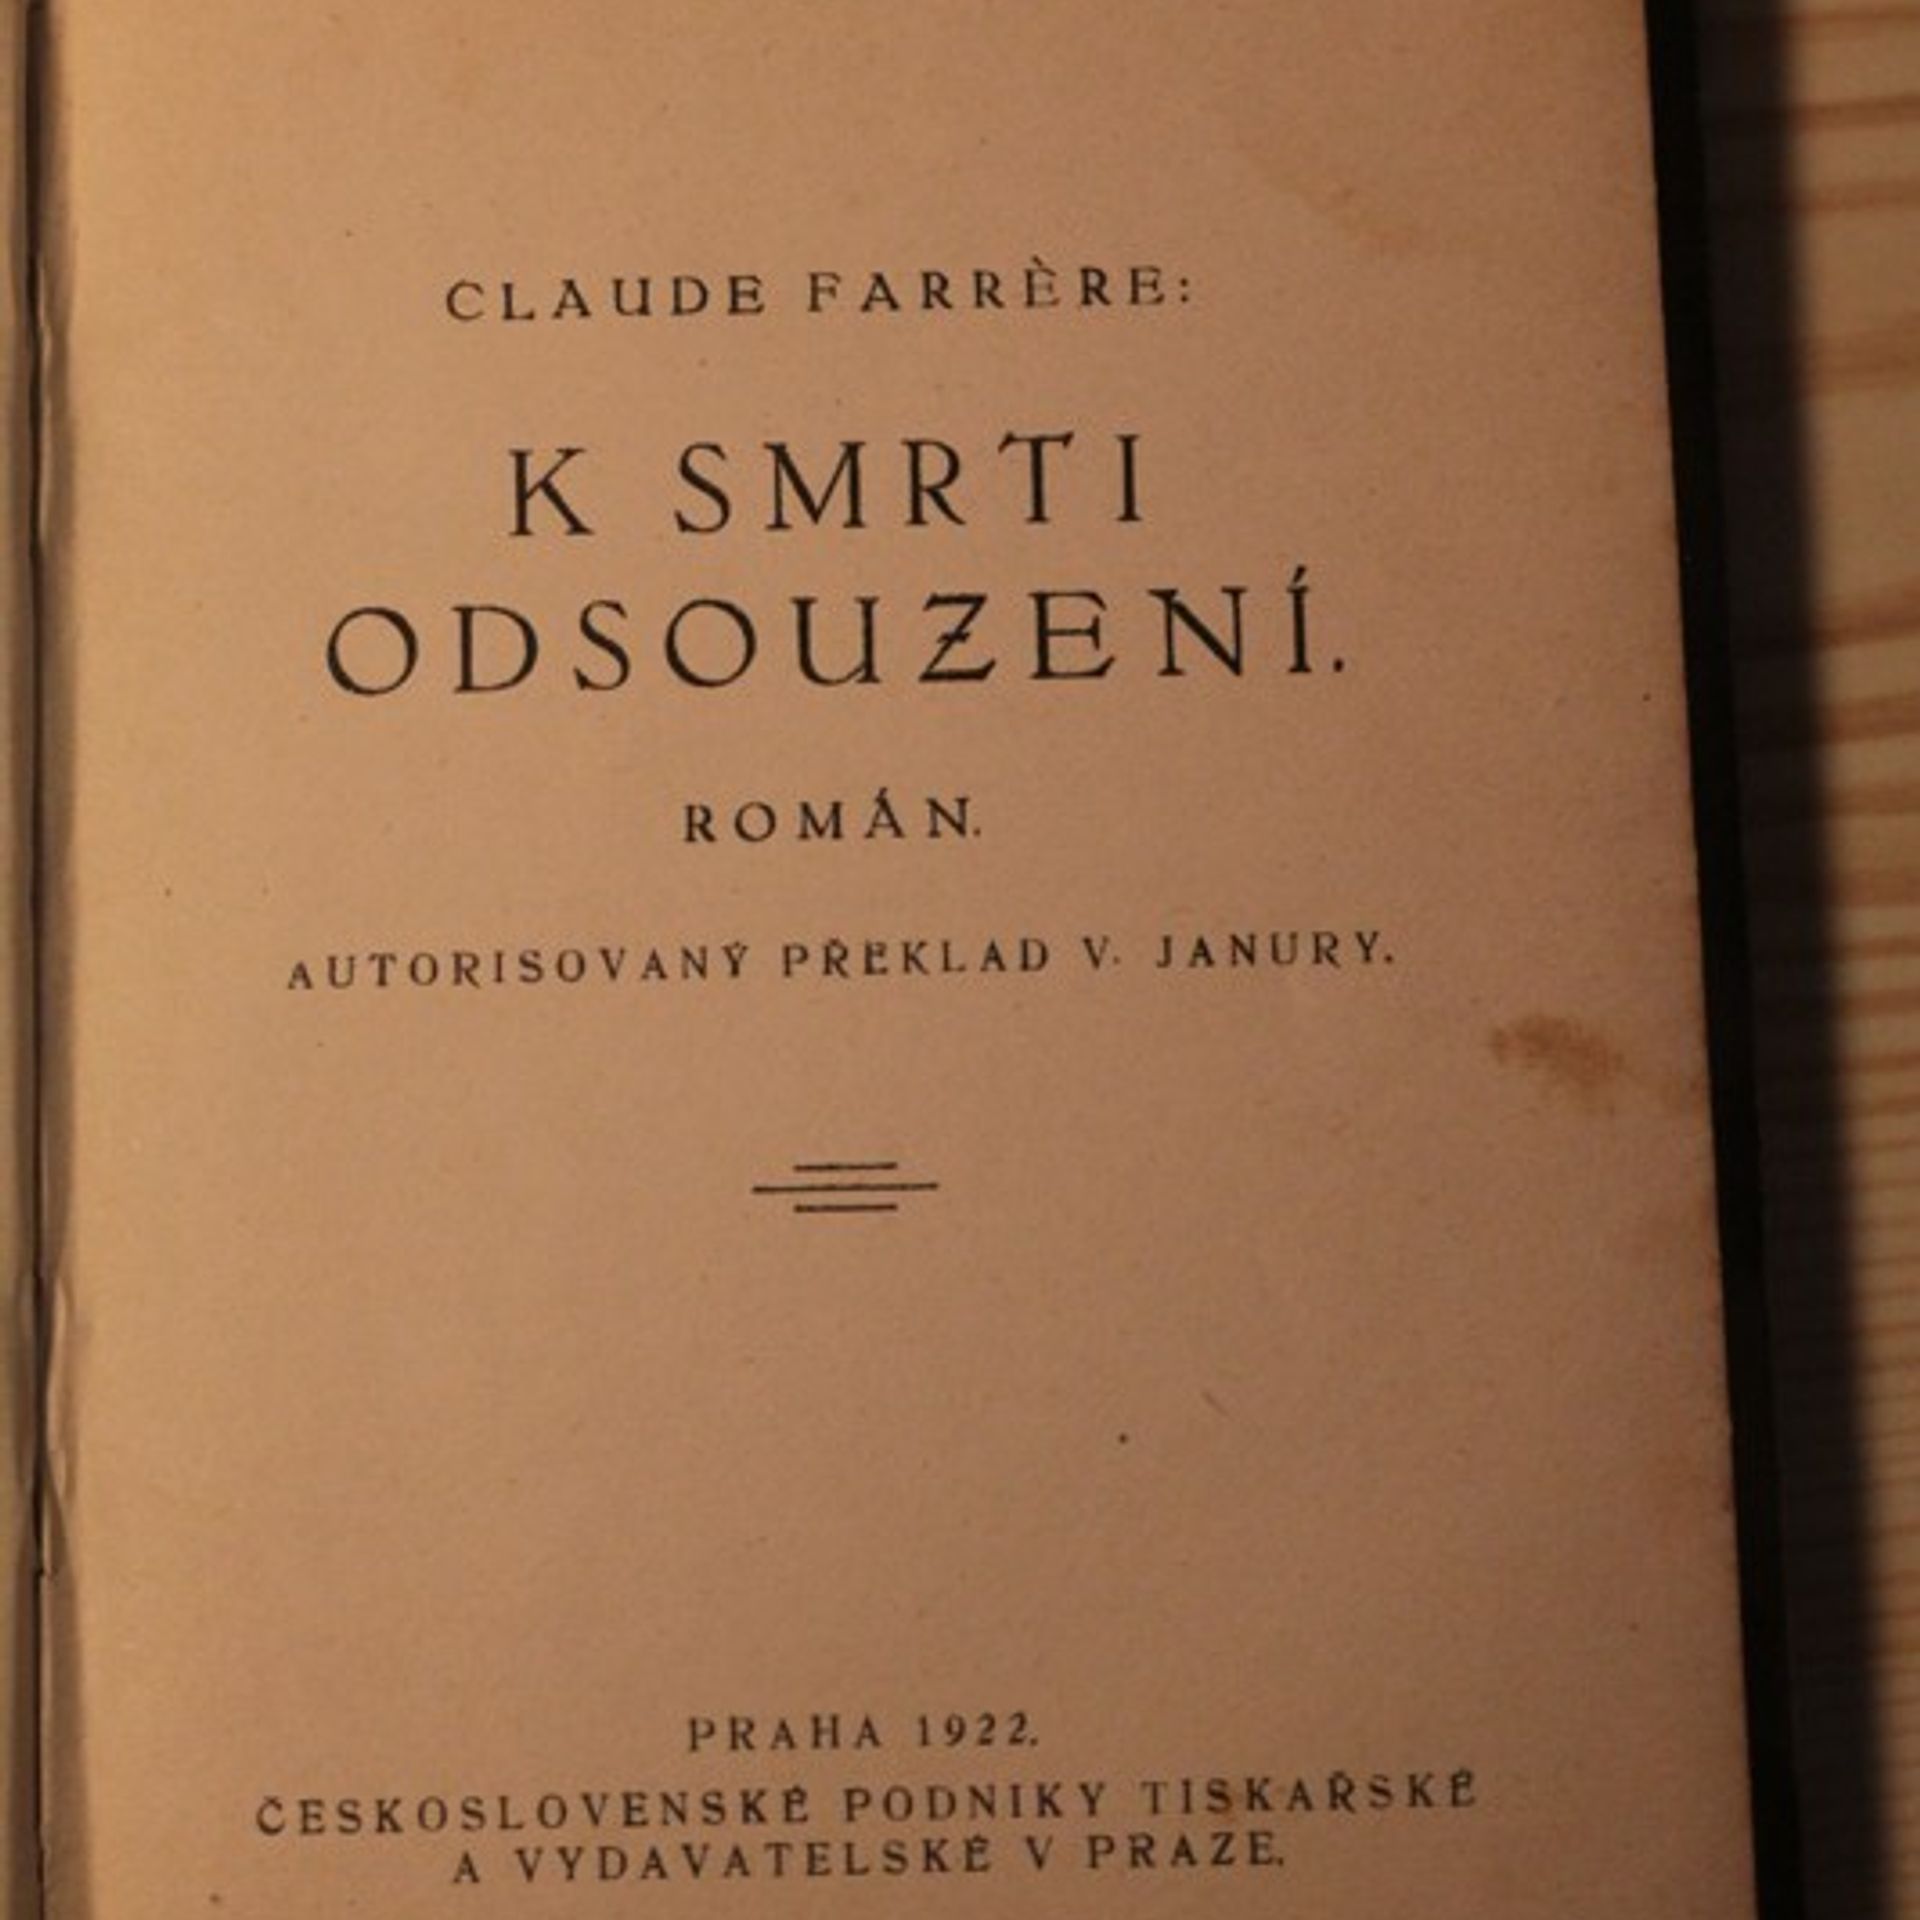 CLAUDE FARRÈRE:
K SMRTI
ODSOUZENÍ.
ROMÁN.
AUTORISOVANÝ PŘEKLAD V. JANURY.
PRAHA 1922.
ČESKOSLOVENSKÉ PODNIKY TISKAŘSKÉ
A VYDAVATELSKÉ V PRAZE.